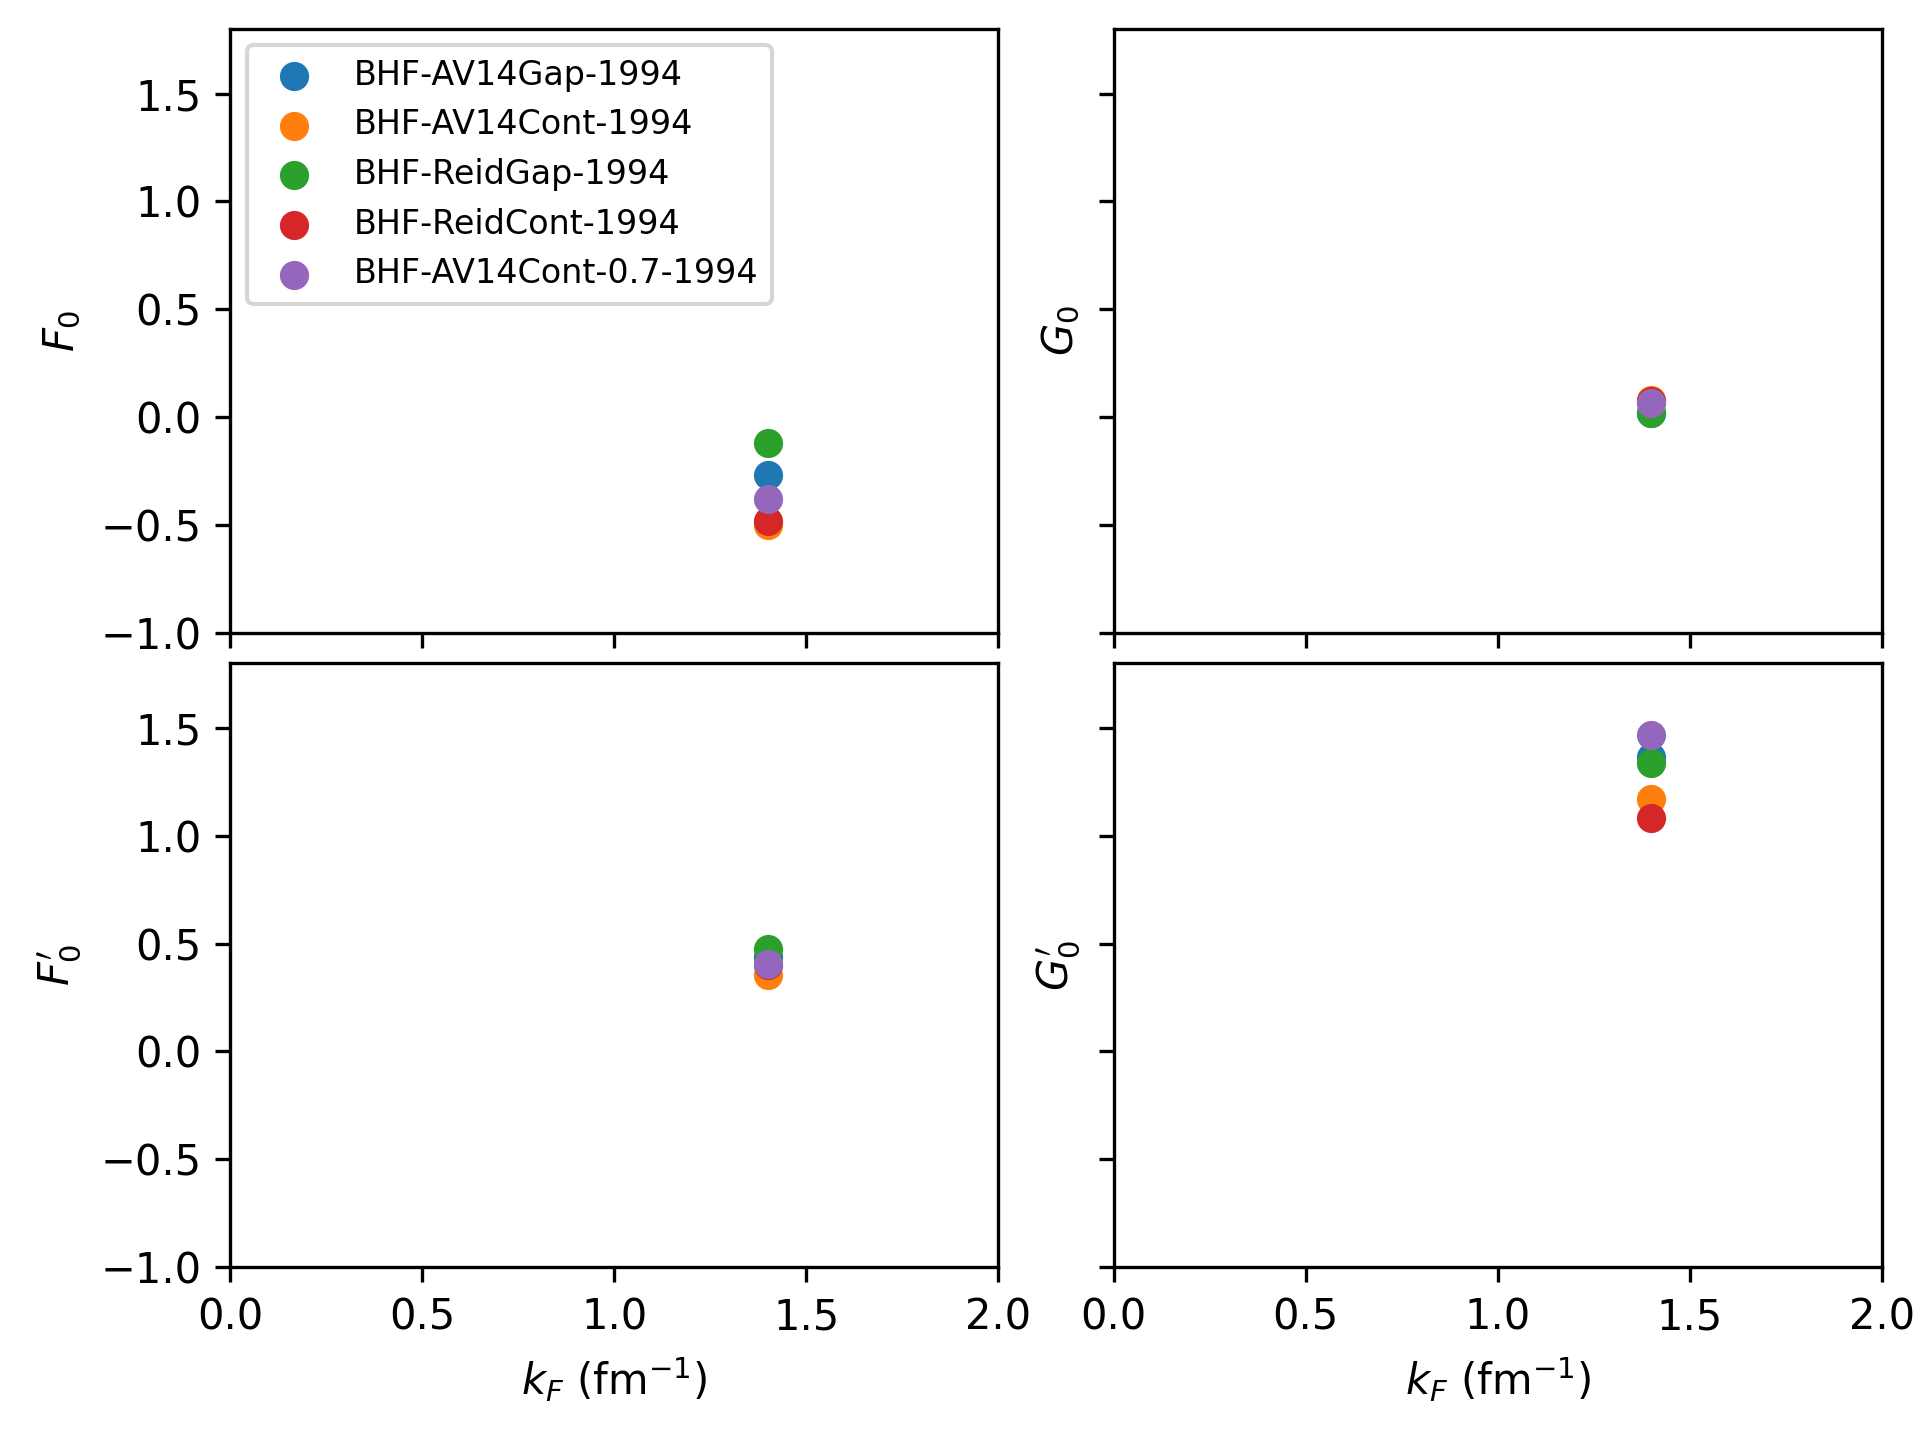 BHF-AV14Gap-1994
BHF-AV14Cont-1994
BHF-ReidGap-1994
BHF-ReidCont-1994
BHF-AV14Cont-0.7-1994
1.5
1.0
0.5
0.0
−0.5
−1.0
F₀
G₀
1.5
1.0
0.5
0.0
−0.5
−1.0
F′₀
G′₀
0.0 0.5 1.0 1.5 2.0
0.0 0.5 1.0 1.5 2.0
k_F (fm⁻¹)
k_F (fm⁻¹)